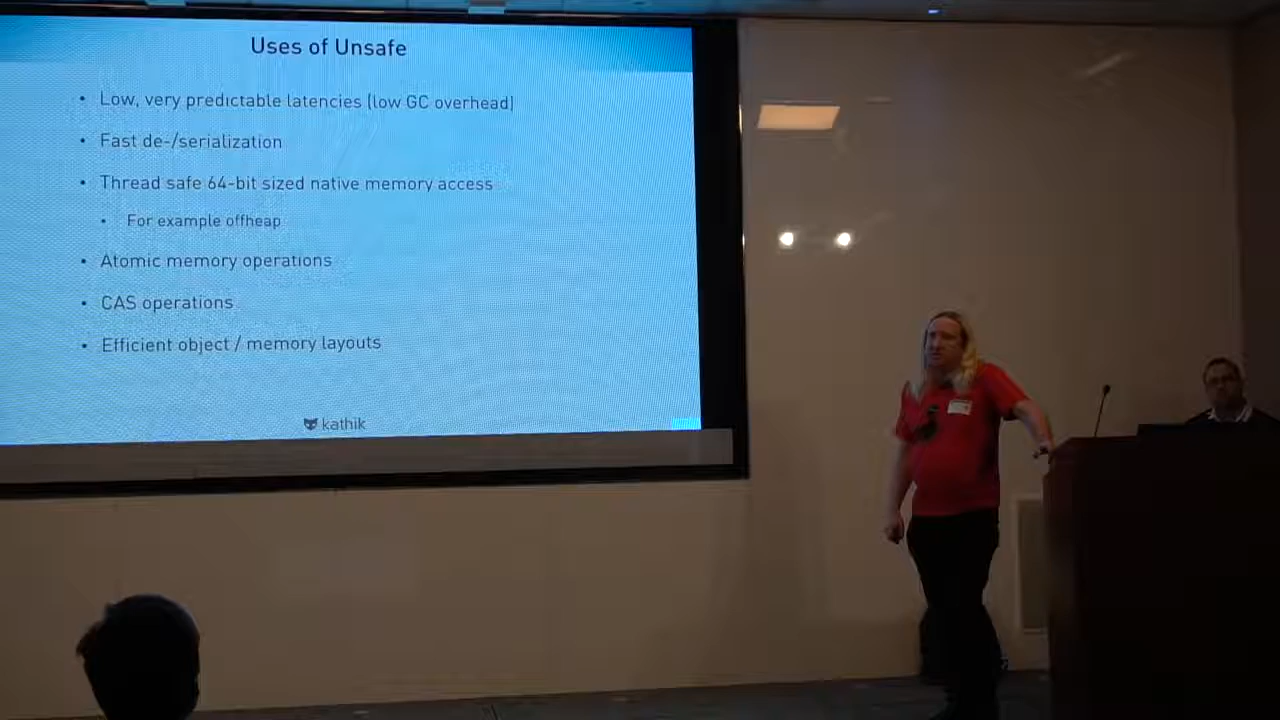 Uses of Unsafe
• Low, very predictable latencies (low GC overhead)
• Fast de-/serialization
• Thread safe 64-bit sized native memory access
• For example offheap
• Atomic memory operations
• CAS operations
• Efficient object / memory layouts
kathik